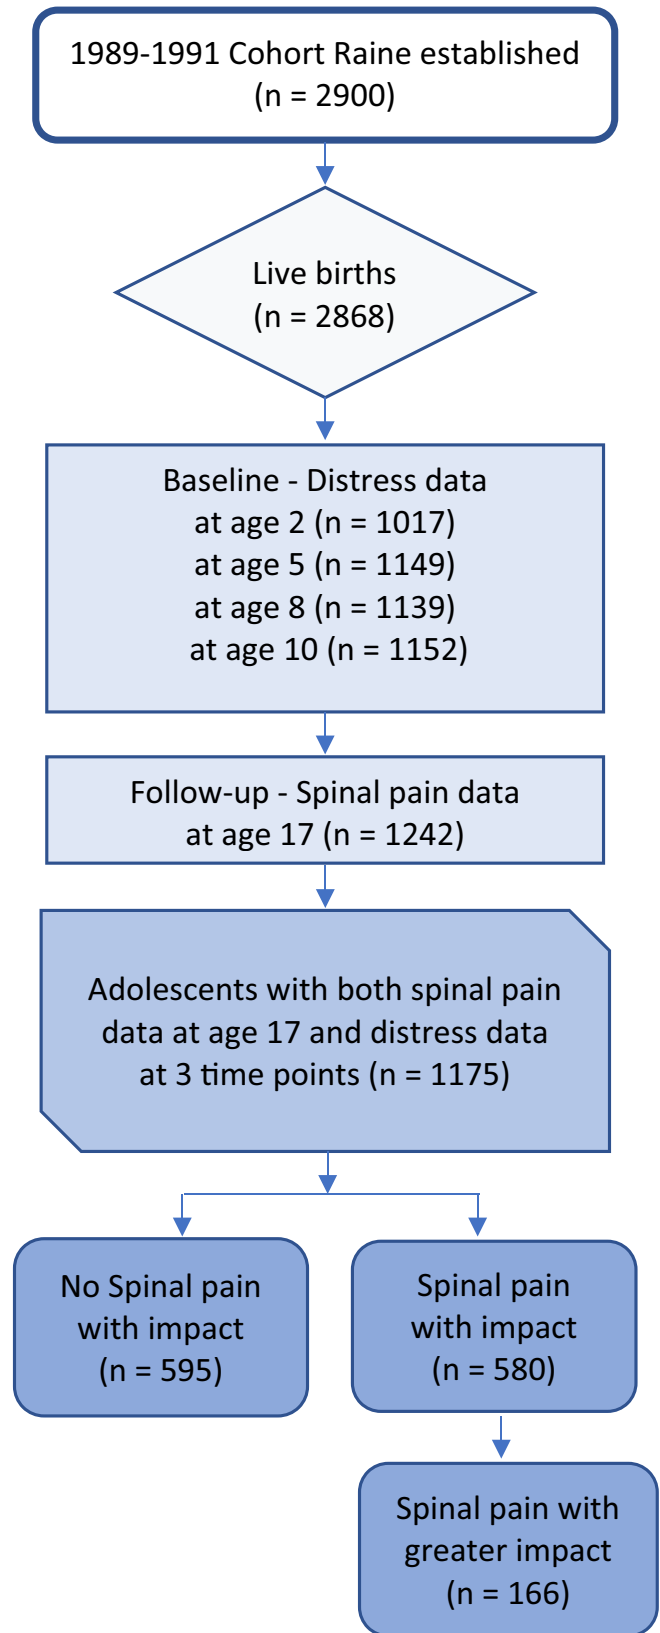 1989-1991 Cohort Raine established
(n = 2900)
Live births
(n = 2868)
Baseline - Distress data
at age 2 (n = 1017)
at age 5 (n = 1149)
at age 8 (n = 1139)
at age 10 (n = 1152)
Follow-up - Spinal pain data
at age 17 (n = 1242)
Adolescents with both spinal pain
data at age 17 and distress data
at 3 time points (n = 1175)
No Spinal pain
with impact
(n = 595)
Spinal pain
with impact
(n = 580)
Spinal pain with
greater impact
(n = 166)